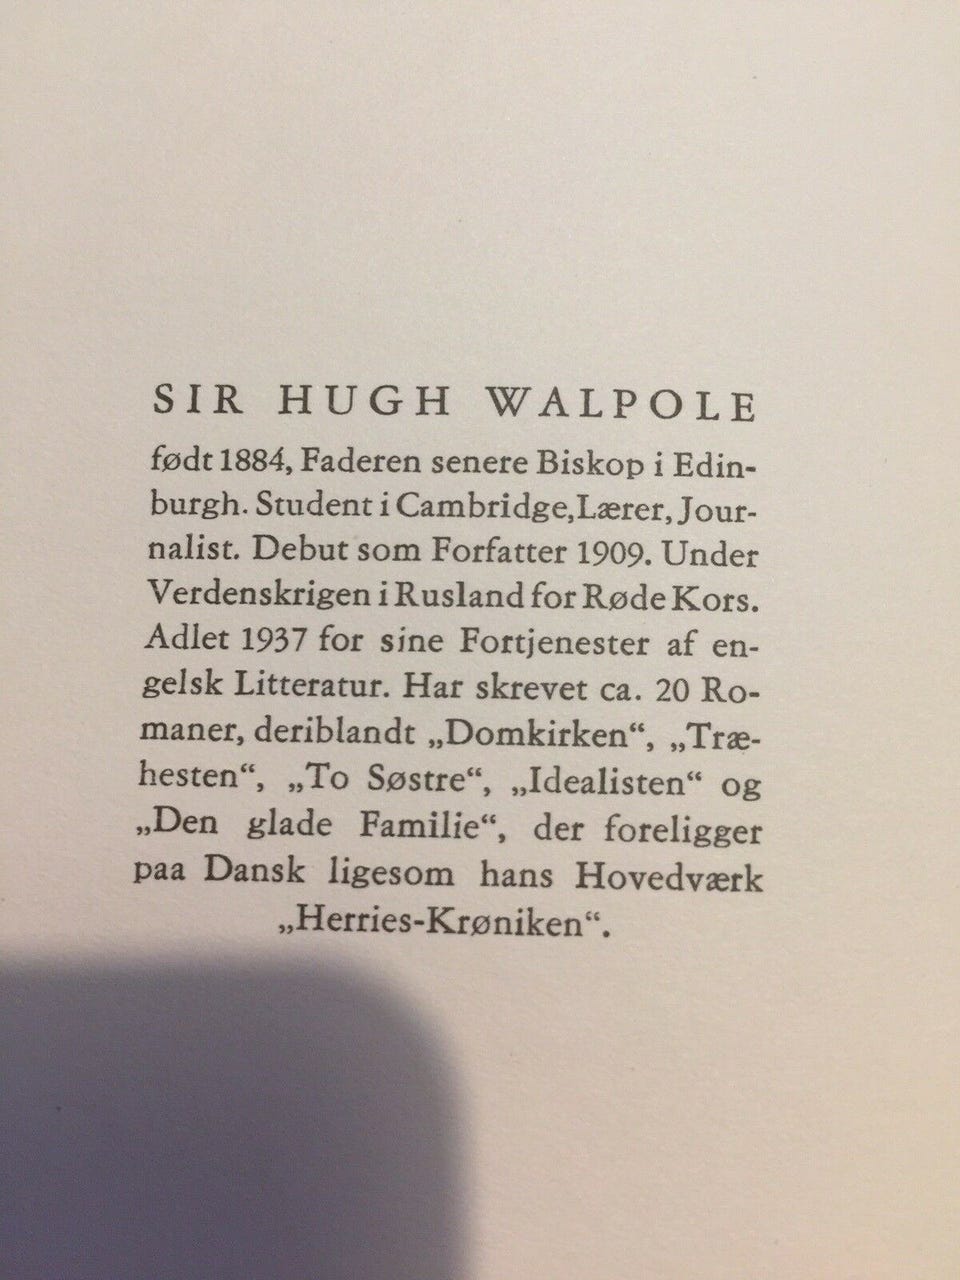 SIR HUGH WALPOLE
født 1884, Faderen senere Biskop i Edin-
burgh. Student i Cambridge, Lærer, Jour-
nalist. Debut som Forfatter 1909. Under
Verdenskrigen i Rusland for Røde Kors.
Adlet 1937 for sine Fortjenester af en-
gelsk Litteratur. Har skrevet ca. 20 Ro-
maner, deriblandt „Domkirken“, „Træ-
hesten“, „To Søstre“, „Idealisten“ og
„Den glade Familie“, der foreligger
paa Dansk ligesom hans Hovedværk
„Herries-Krøniken“.